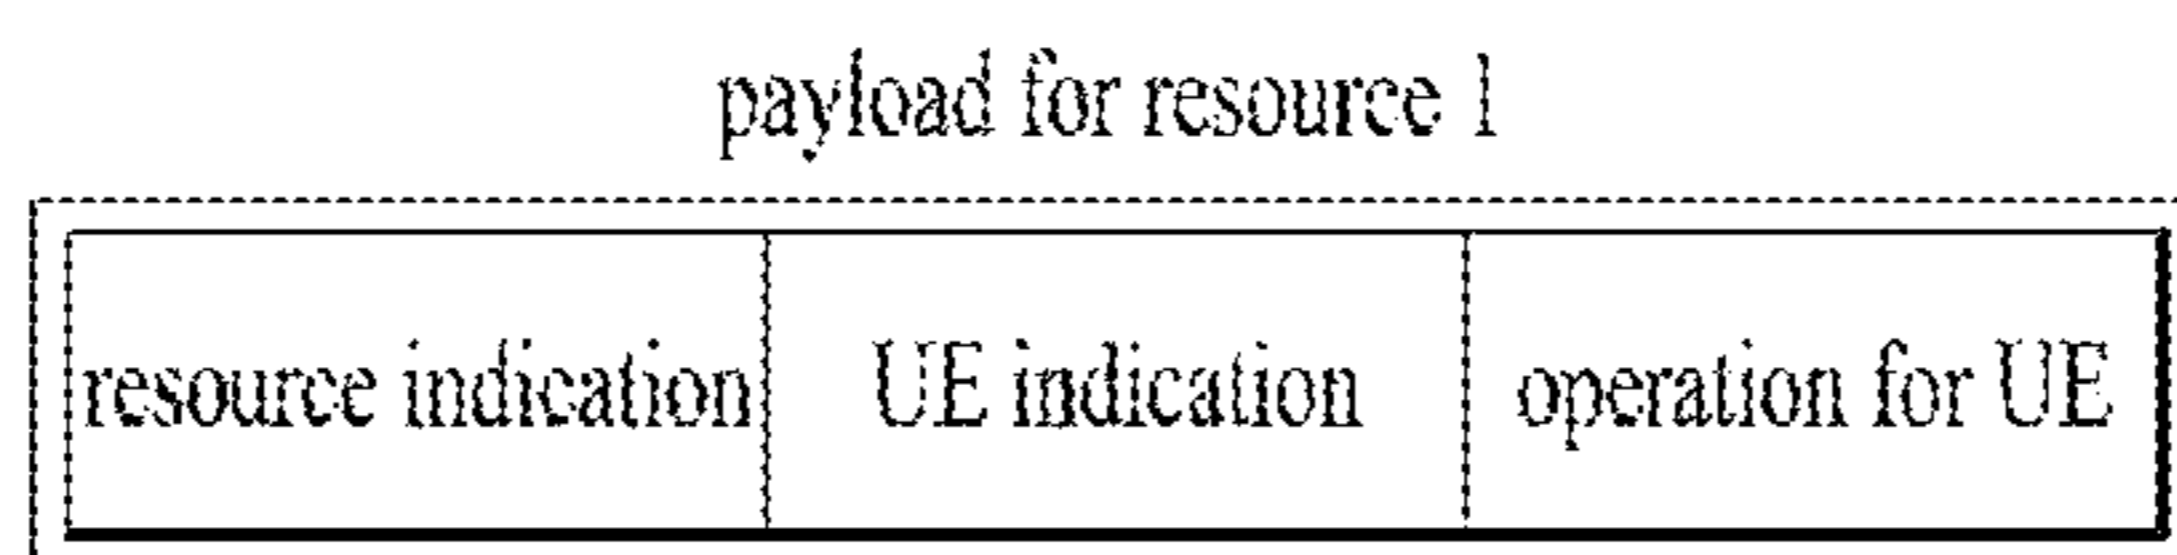 payload for resource 1
resource indication UE indication operation for UE